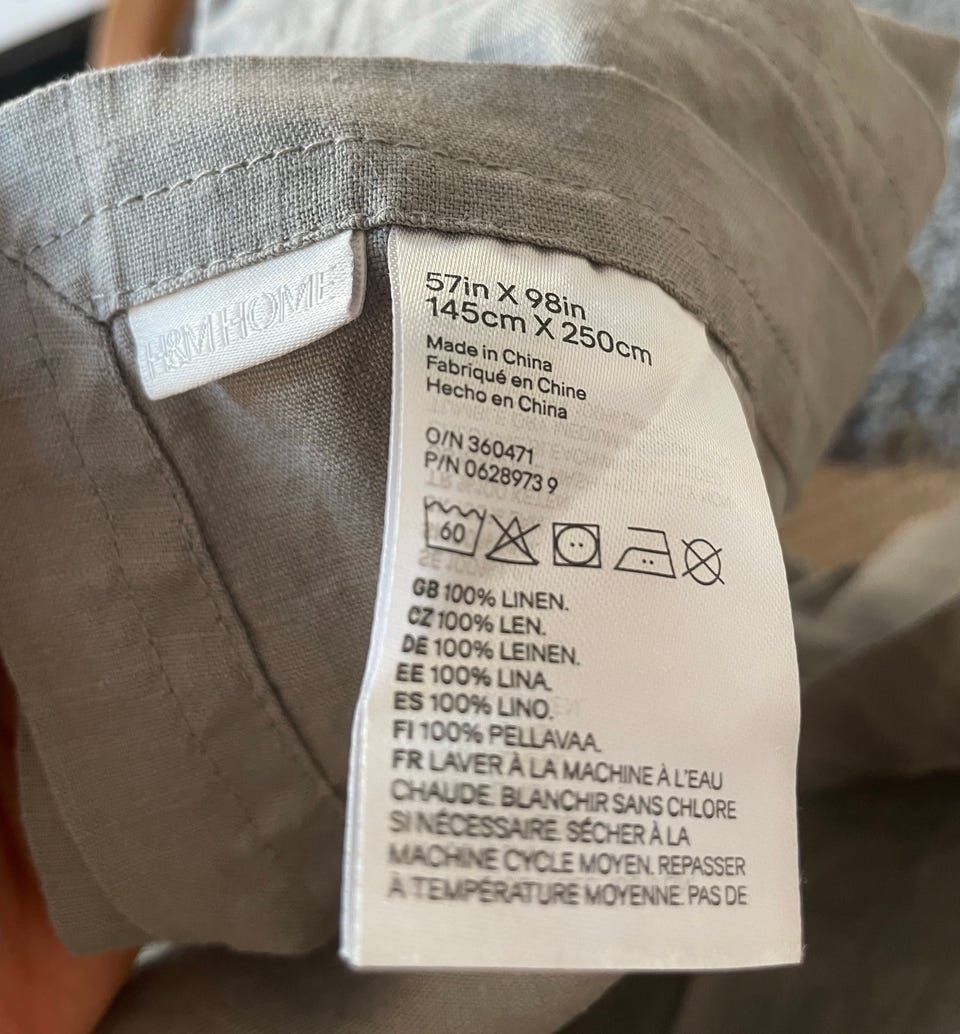 H&M HOME
57in X 98in
145cm X 250cm
Made in China
Fabriqué en Chine
Hecho en China
O/N 360471
P/N 0628973 9
60
GB 100% LINEN.
CZ 100% LEN.
DE 100% LEINEN.
EE 100% LINA.
ES 100% LINO.
FI 100% PELLAVAA.
FR LAVER À LA MACHINE À L'EAU
CHAUDE. BLANCHIR SANS CHLORE
SI NÉCESSAIRE. SÉCHER À LA
MACHINE CYCLE MOYEN. REPASSER
À TEMPÉRATURE MOYENNE. PAS DE